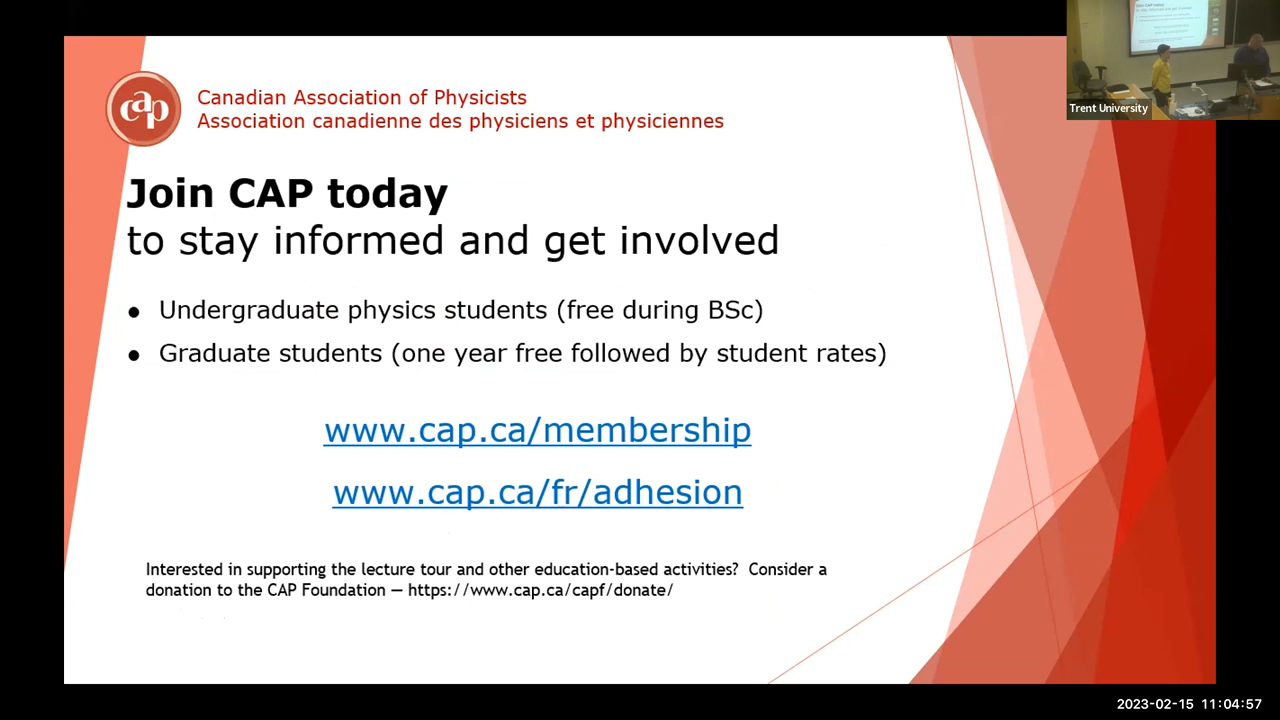 cap
Canadian Association of Physicists
Association canadienne des physiciens et physiciennes
Join CAP today
to stay informed and get involved
● Undergraduate physics students (free during BSc)
● Graduate students (one year free followed by student rates)
www.cap.ca/membership
www.cap.ca/fr/adhesion
Interested in supporting the lecture tour and other education-based activities? Consider a
donation to the CAP Foundation — https://www.cap.ca/capf/donate/
Trent University
2023-02-15 11:04:57